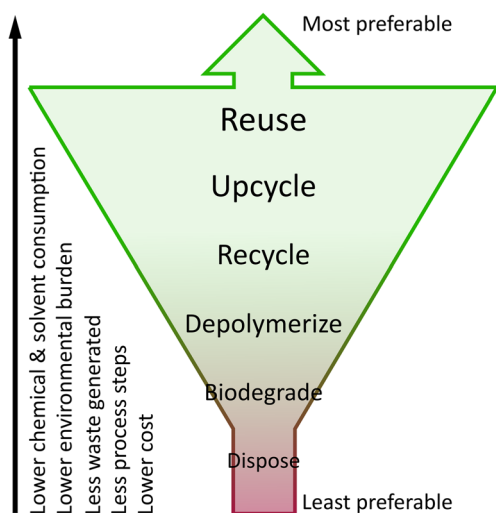 Most preferable
Reuse
Upcycle
Recycle
Depolymerize
Biodegrade
Dispose
Least preferable
Lower chemical & solvent consumption
Lower environmental burden
Less waste generated
Less process steps
Lower cost